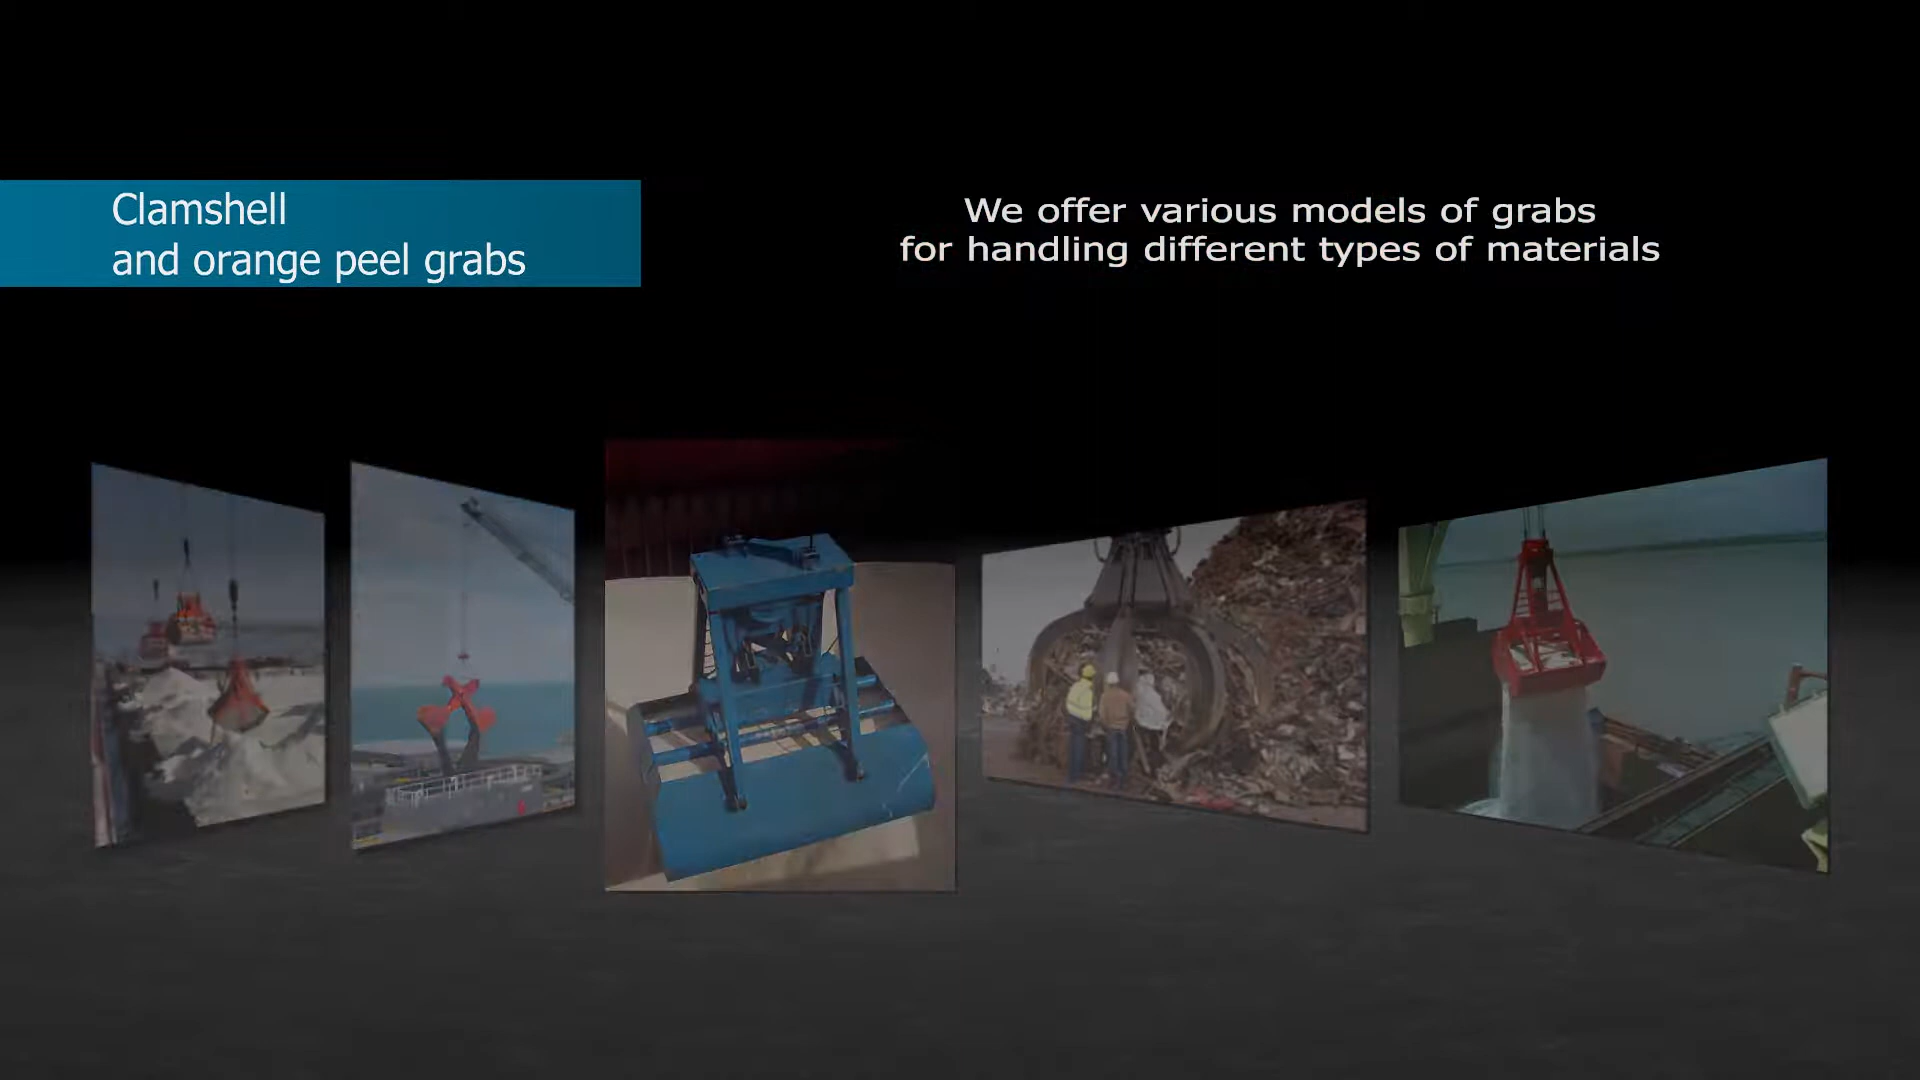 Clamshell
and orange peel grabs
We offer various models of grabs
for handling different types of materials